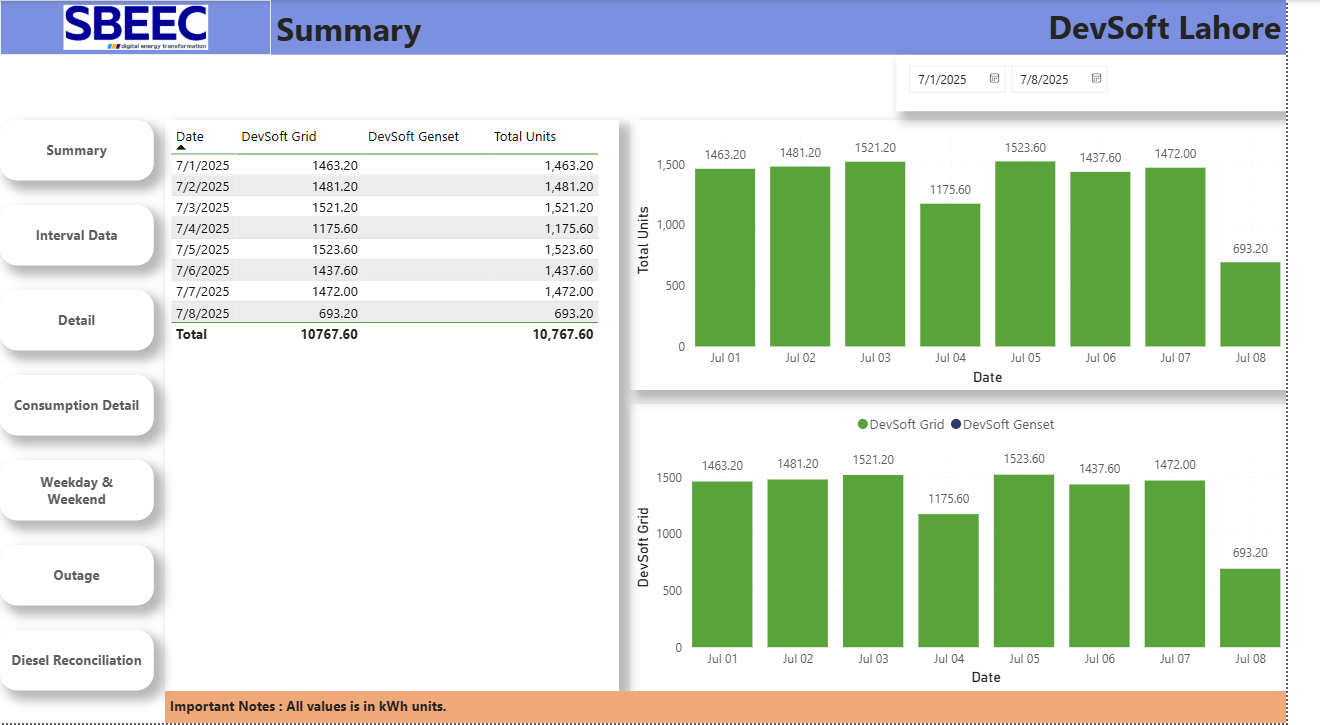 SBEEC
digital energy transformation
Summary
DevSoft Lahore
7/1/2025 7/8/2025
Summary
Interval Data
Detail
Consumption Detail
Weekday &
Weekend
Outage
Diesel Reconciliation
Date DevSoft Grid DevSoft Genset Total Units
7/1/2025 1463.20 1,463.20
7/2/2025 1481.20 1,481.20
7/3/2025 1521.20 1,521.20
7/4/2025 1175.60 1,175.60
7/5/2025 1523.60 1,523.60
7/6/2025 1437.60 1,437.60
7/7/2025 1472.00 1,472.00
7/8/2025 693.20 693.20
Total 10767.60 10,767.60
Total Units
1,500
1,000
500
0
1463.20 1481.20 1521.20 1175.60 1523.60 1437.60 1472.00 693.20
Jul 01 Jul 02 Jul 03 Jul 04 Jul 05 Jul 06 Jul 07 Jul 08
Date
DevSoft Grid DevSoft Genset
DevSoft Grid
1500
1000
500
0
1463.20 1481.20 1521.20 1175.60 1523.60 1437.60 1472.00 693.20
Jul 01 Jul 02 Jul 03 Jul 04 Jul 05 Jul 06 Jul 07 Jul 08
Date
Important Notes : All values is in kWh units.